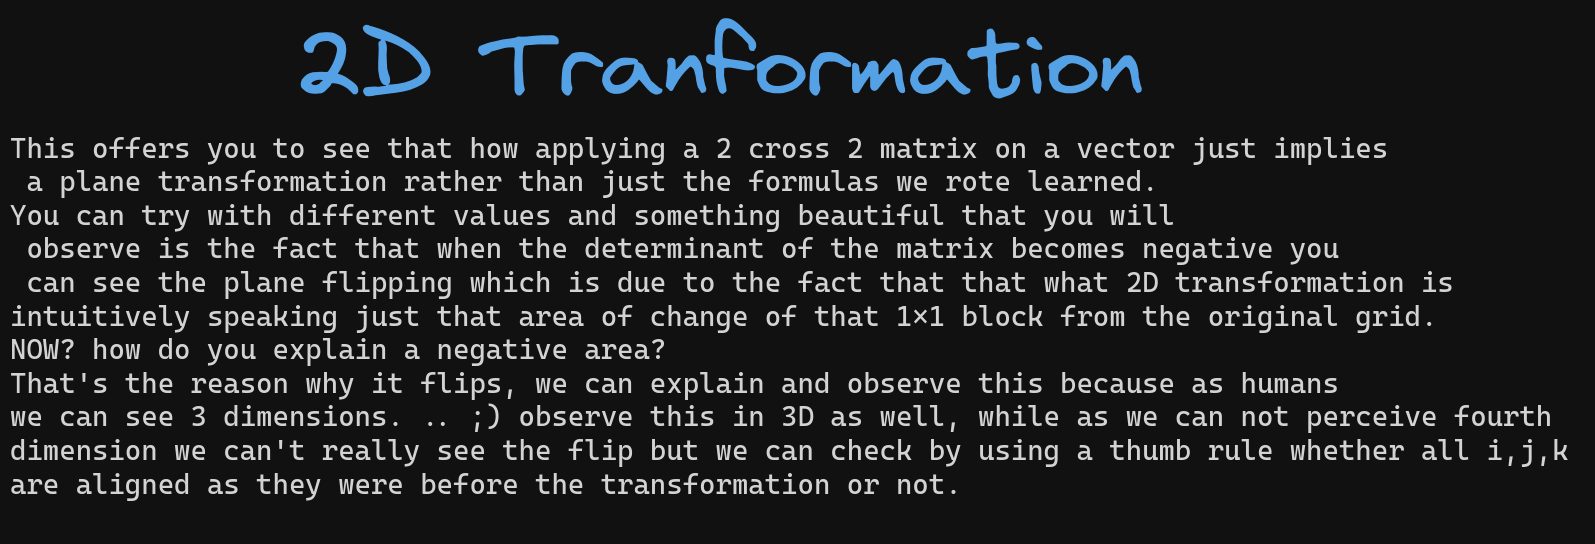 2D Tranformation
This offers you to see that how applying a 2 cross 2 matrix on a vector just implies
a plane transformation rather than just the formulas we rote learned.
You can try with different values and something beautiful that you will
observe is the fact that when the determinant of the matrix becomes negative you
can see the plane flipping which is due to the fact that that what 2D transformation is
intuitively speaking just that area of change of that 1×1 block from the original grid.
NOW? how do you explain a negative area?
That's the reason why it flips, we can explain and observe this because as humans
we can see 3 dimensions. .. ;) observe this in 3D as well, while as we can not perceive fourth
dimension we can't really see the flip but we can check by using a thumb rule whether all i,j,k
are aligned as they were before the transformation or not.